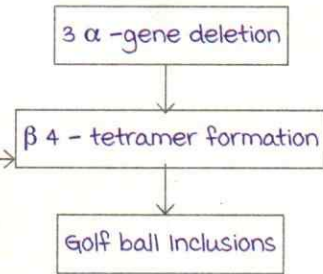 3 α -gene deletion
β 4 - tetramer formation
Golf ball Inclusions